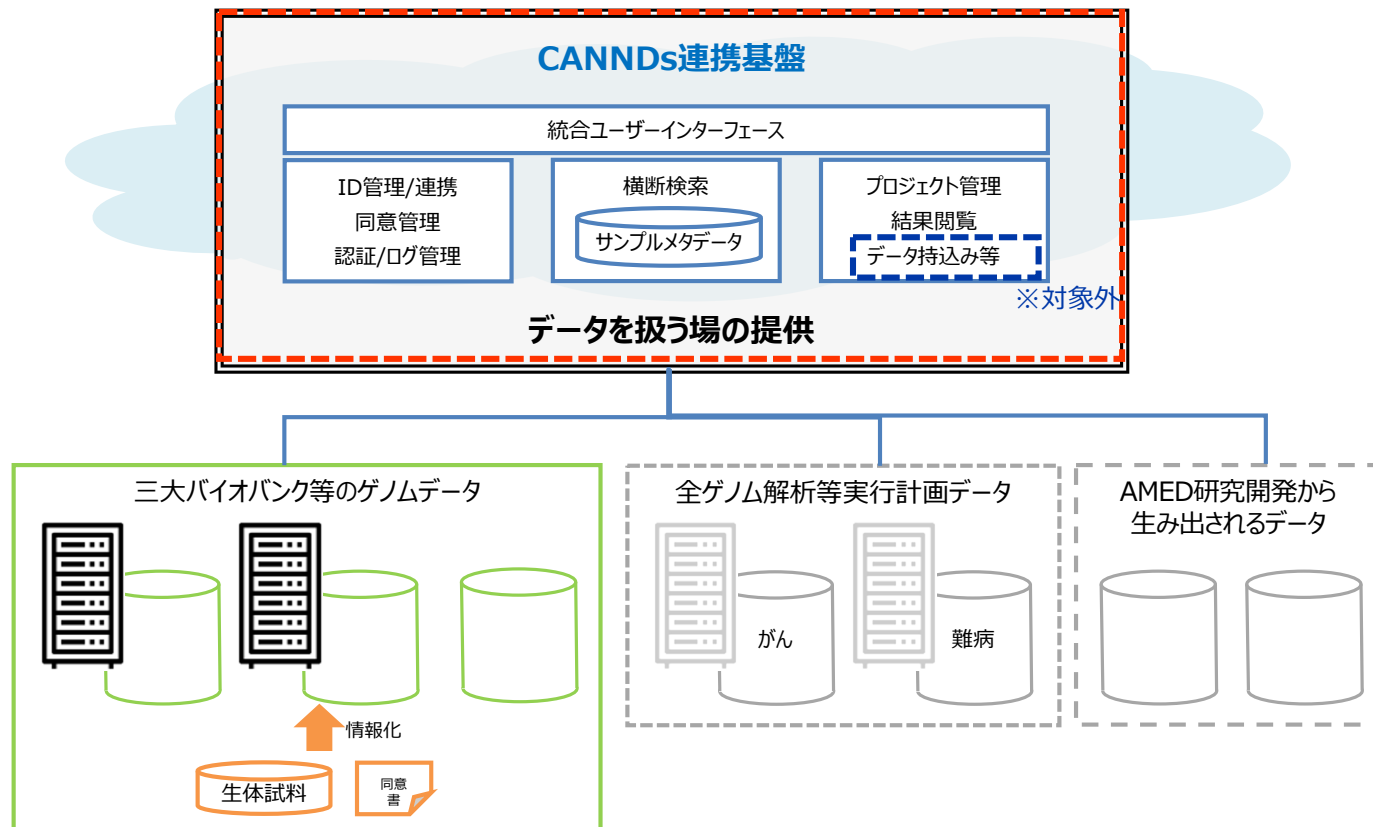 CANNDs連携基盤
統合ユーザーインターフェース
ID管理/連携
同意管理
認証/ログ管理
横断検索
サンプルメタデータ
プロジェクト管理
結果閲覧
データ持込み等
※対象外
データを扱う場の提供
三大バイオバンク等のゲノムデータ
情報化
生体試料
同意
書
全ゲノム解析等実行計画データ
がん
難病
AMED研究開発から
生み出されるデータ